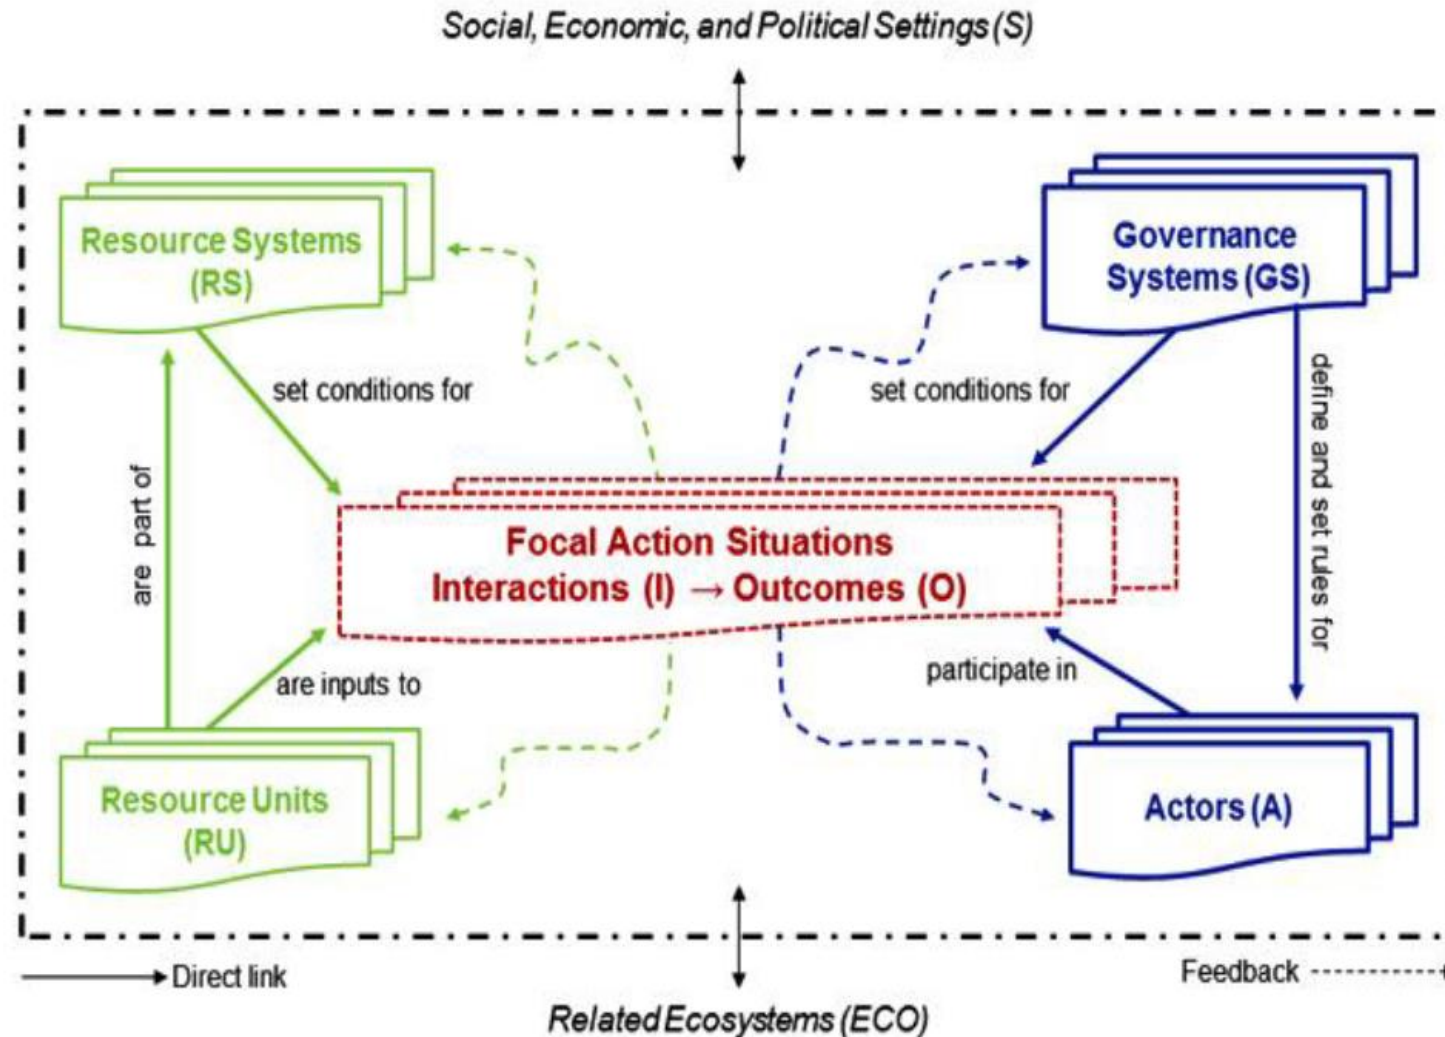 Social, Economic, and Political Settings (S)
Resource Systems
(RS)
Governance
Systems (GS)
set conditions for
set conditions for
define and set rules for
are part of
Focal Action Situations
Interactions (I) → Outcomes (O)
are inputs to
participate in
Resource Units
(RU)
Actors (A)
Direct link
Feedback
Related Ecosystems (ECO)